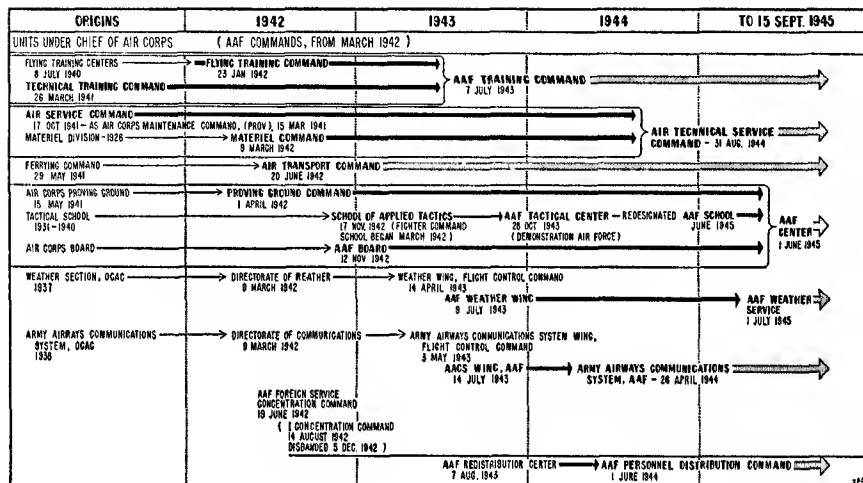 ORIGINS 1942 1943 1944 TO 15 SEPT. 1945
UNITS UNDER CHIEF OF AIR CORPS ( AAF COMMANDS, FROM MARCH 1942 )
FLYING TRAINING CENTERS
8 JULY 1940
FLYING TRAINING COMMAND
23 JAN 1942
TECHNICAL TRAINING COMMAND
26 MARCH 1941
AAF TRAINING COMMAND
7 JULY 1943
AIR SERVICE COMMAND
17 OCT 1941 - AS AIR CORPS MAINTENANCE COMMAND, (PROV), 15 MAR 1941
MATERIEL DIVISION-1926
MATERIEL COMMAND
9 MARCH 1942
AIR TECHNICAL SERVICE
COMMAND - 31 AUG. 1944
FERRYING COMMAND
29 MAY 1941
AIR TRANSPORT COMMAND
20 JUNE 1942
AIR CORPS PROVING GROUND
15 MAY 1941
PROVING GROUND COMMAND
1 APRIL 1942
TACTICAL SCHOOL
1931-1940
SCHOOL OF APPLIED TACTICS
17 NOV. 1942 (FIGHTER COMMAND
SCHOOL BEGAN MARCH 1942 )
AAF TACTICAL CENTER - REDESIGNATED
28 OCT 1943
(DEMONSTRATION AIR FORCE)
AAF SCHOOL
JUNE 1945
AIR CORPS BOARD
AAF BOARD
12 NOV 1942
AAF
CENTER
1 JUNE 1945
WEATHER SECTION, OCAC
1937
DIRECTORATE OF REATHER
9 MARCH 1942
WEATHER WING, FLIGHT CONTROL COMMAND
14 APRIL 1943
AAF WEATHER WING
9 JULY 1943
AAF WEATHER
SERVICE
1 JULY 1945
ARMY AIRWAYS COMMUNICATIONS
SYSTEM, OCAC
1938
DIRECTORATE OF COMMURICATIONS
9 MARCH 1942
ARMY AIRWAYS COMMUNICATIONS SYSTEM WING,
FLIGHT CONTROL COMMAND
3 MAY 1943
AACS WING, AAF
14 JULY 1943
ARMY AIRWAYS COMMUNICATIONS
SYSTEM, AAF - 26 APRIL 1944
AAF FOREIGN SERVICE
CONCENTRATION COMMAND
19 JUNE 1942
( I CONCENTRATION COMMAND
14 AUGUST 1942
DISBANDED 5 DEC. 1942 )
AAF REDISTRIBUTIOR CERTER
7 AUG. 1943
AAF PERSONNEL DISTRIBUTION COMMAND
1 JUNE 1944